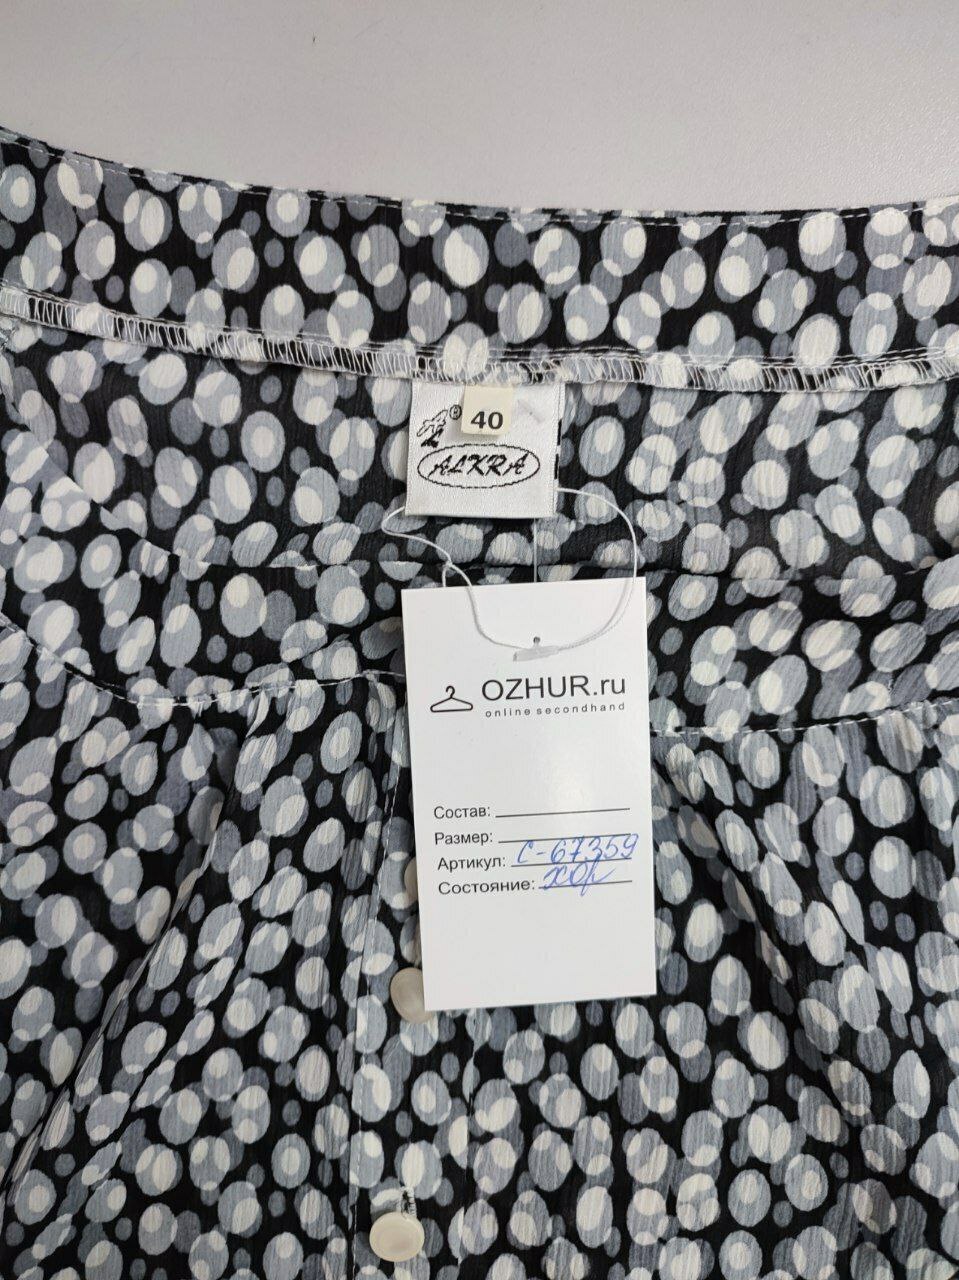 ® 40
ALKRA
OZHUR.ru
online secondhand
Состав:
Размер:
Артикул: С-67359
Состояние: хор